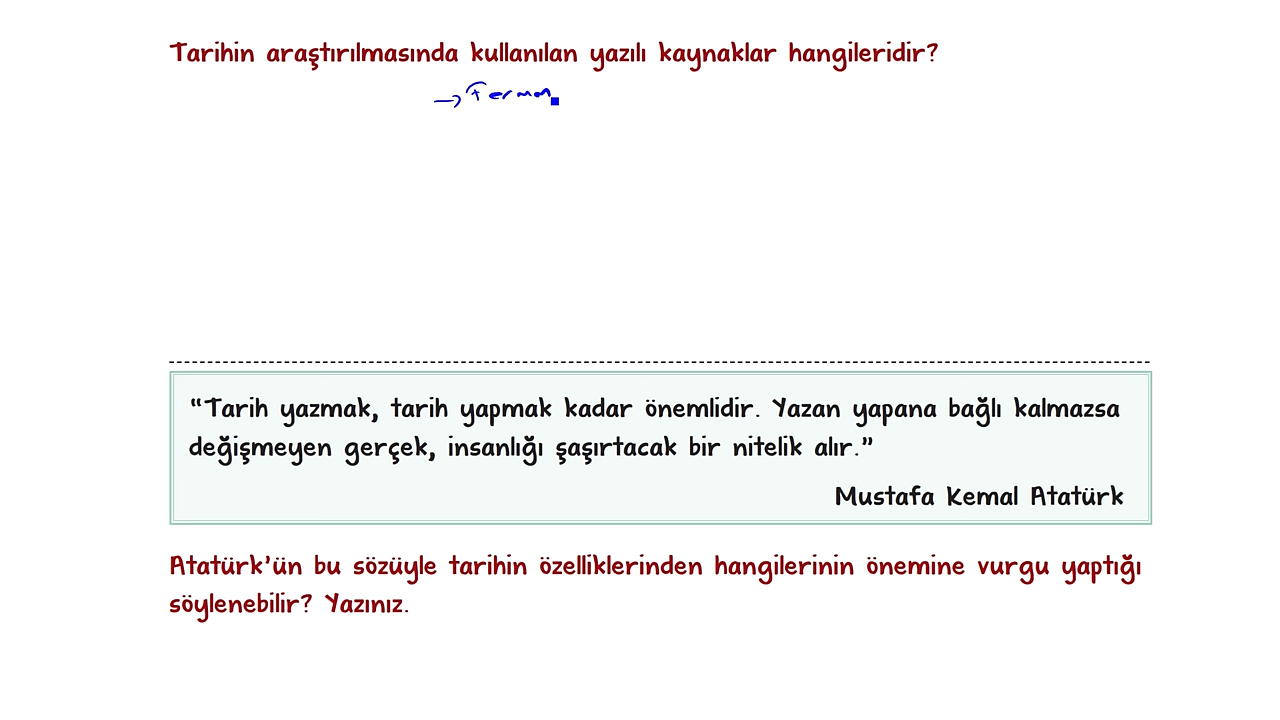 Tarihin araştırılmasında kullanılan yazılı kaynaklar hangileridir?
→ Ferman
“Tarih yazmak, tarih yapmak kadar önemlidir. Yazan yapana bağlı kalmazsa
değişmeyen gerçek, insanlığı şaşırtacak bir nitelik alır.”
Mustafa Kemal Atatürk
Atatürk’ün bu sözüyle tarihin özelliklerinden hangilerinin önemine vurgu yaptığı
söylenebilir? Yazınız.